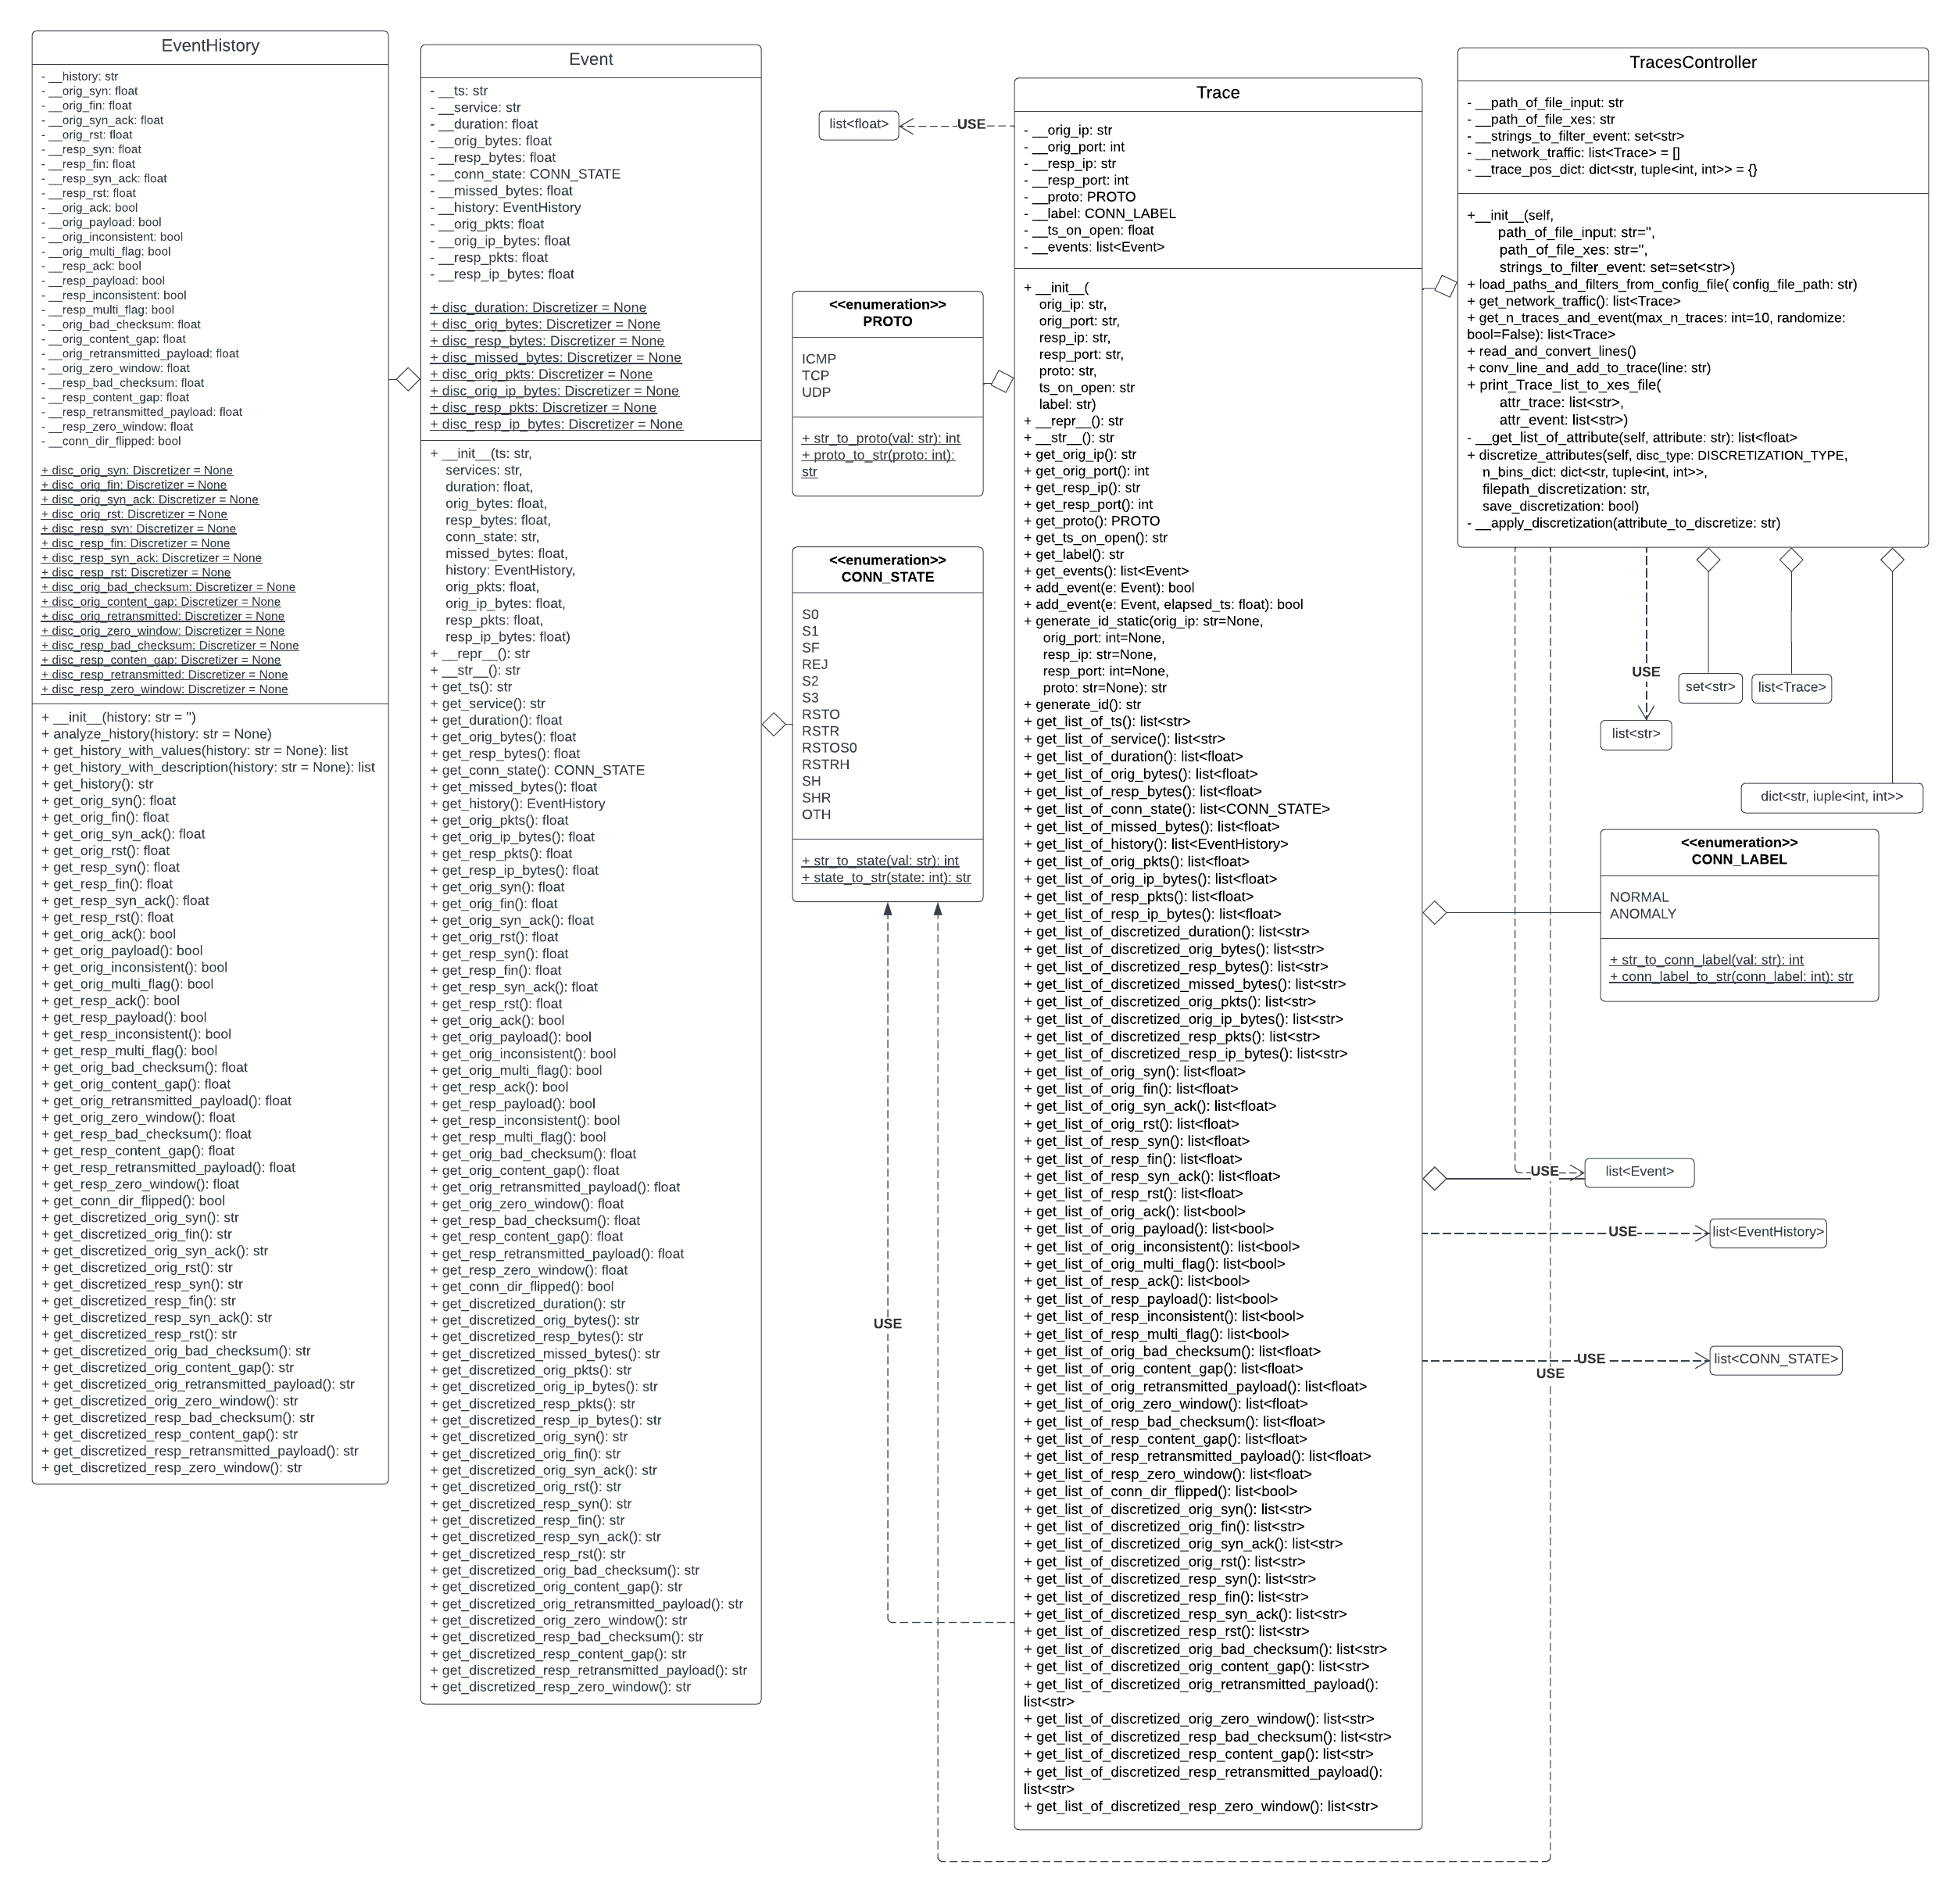 EventHistory
- __history: str
- __orig_syn: float
- __orig_fin: float
- __orig_syn_ack: float
- __orig_rst: float
- __resp_syn: float
- __resp_fin: float
- __resp_syn_ack: float
- __resp_rst: float
- __orig_ack: bool
- __orig_payload: bool
- __orig_inconsistent: bool
- __orig_multi_flag: bool
- __resp_ack: bool
- __resp_payload: bool
- __resp_inconsistent: bool
- __resp_multi_flag: bool
- __orig_bad_checksum: float
- __orig_content_gap: float
- __orig_retransmitted_payload: float
- __orig_zero_window: float
- __resp_bad_checksum: float
- __resp_content_gap: float
- __resp_retransmitted_payload: float
- __resp_zero_window: float
- __conn_dir_flipped: bool
+ disc_orig_syn: Discretizer = None
+ disc_orig_fin: Discretizer = None
+ disc_orig_syn_ack: Discretizer = None
+ disc_orig_rst: Discretizer = None
+ disc_resp_syn: Discretizer = None
+ disc_resp_fin: Discretizer = None
+ disc_resp_syn_ack: Discretizer = None
+ disc_resp_rst: Discretizer = None
+ disc_orig_bad_checksum: Discretizer = None
+ disc_orig_content_gap: Discretizer = None
+ disc_orig_retransmitted: Discretizer = None
+ disc_orig_zero_window: Discretizer = None
+ disc_resp_bad_checksum: Discretizer = None
+ disc_resp_conten_gap: Discretizer = None
+ disc_resp_retransmitted: Discretizer = None
+ disc_resp_zero_window: Discretizer = None
+ __init__(history: str = '')
+ analyze_history(history: str = None)
+ get_history_with_values(history: str = None): list
+ get_history_with_description(history: str = None): list
+ get_history(): str
+ get_orig_syn(): float
+ get_orig_fin(): float
+ get_orig_syn_ack(): float
+ get_orig_rst(): float
+ get_resp_syn(): float
+ get_resp_fin(): float
+ get_resp_syn_ack(): float
+ get_resp_rst(): float
+ get_orig_ack(): bool
+ get_orig_payload(): bool
+ get_orig_inconsistent(): bool
+ get_orig_multi_flag(): bool
+ get_resp_ack(): bool
+ get_resp_payload(): bool
+ get_resp_inconsistent(): bool
+ get_resp_multi_flag(): bool
+ get_orig_bad_checksum(): float
+ get_orig_content_gap(): float
+ get_orig_retransmitted_payload(): float
+ get_orig_zero_window(): float
+ get_resp_bad_checksum(): float
+ get_resp_content_gap(): float
+ get_resp_retransmitted_payload(): float
+ get_resp_zero_window(): float
+ get_conn_dir_flipped(): bool
+ get_discretized_orig_syn(): str
+ get_discretized_orig_fin(): str
+ get_discretized_orig_syn_ack(): str
+ get_discretized_orig_rst(): str
+ get_discretized_resp_syn(): str
+ get_discretized_resp_fin(): str
+ get_discretized_resp_syn_ack(): str
+ get_discretized_resp_rst(): str
+ get_discretized_orig_bad_checksum(): str
+ get_discretized_orig_content_gap(): str
+ get_discretized_orig_retransmitted_payload(): str
+ get_discretized_orig_zero_window(): str
+ get_discretized_resp_bad_checksum(): str
+ get_discretized_resp_content_gap(): str
+ get_discretized_resp_retransmitted_payload(): str
+ get_discretized_resp_zero_window(): str
Event
- __ts: str
- __service: str
- __duration: float
- __orig_bytes: float
- __resp_bytes: float
- __conn_state: CONN_STATE
- __missed_bytes: float
- __history: EventHistory
- __orig_pkts: float
- __orig_ip_bytes: float
- __resp_pkts: float
- __resp_ip_bytes: float
+ disc_duration: Discretizer = None
+ disc_orig_bytes: Discretizer = None
+ disc_resp_bytes: Discretizer = None
+ disc_missed_bytes: Discretizer = None
+ disc_orig_pkts: Discretizer = None
+ disc_orig_ip_bytes: Discretizer = None
+ disc_resp_pkts: Discretizer = None
+ disc_resp_ip_bytes: Discretizer = None
+ __init__(ts: str,
services: str,
duration: float,
orig_bytes: float,
resp_bytes: float,
conn_state: str,
missed_bytes: float,
history: EventHistory,
orig_pkts: float,
orig_ip_bytes: float,
resp_pkts: float,
resp_ip_bytes: float)
+ __repr__(): str
+ __str__(): str
+ get_ts(): str
+ get_service(): str
+ get_duration(): float
+ get_orig_bytes(): float
+ get_resp_bytes(): float
+ get_conn_state(): CONN_STATE
+ get_missed_bytes(): float
+ get_history(): EventHistory
+ get_orig_pkts(): float
+ get_orig_ip_bytes(): float
+ get_resp_pkts(): float
+ get_resp_ip_bytes(): float
+ get_orig_syn(): float
+ get_orig_fin(): float
+ get_orig_syn_ack(): float
+ get_orig_rst(): float
+ get_resp_syn(): float
+ get_resp_fin(): float
+ get_resp_syn_ack(): float
+ get_resp_rst(): float
+ get_orig_ack(): bool
+ get_orig_payload(): bool
+ get_orig_inconsistent(): bool
+ get_orig_multi_flag(): bool
+ get_resp_ack(): bool
+ get_resp_payload(): bool
+ get_resp_inconsistent(): bool
+ get_resp_multi_flag(): bool
+ get_orig_bad_checksum(): float
+ get_orig_content_gap(): float
+ get_orig_retransmitted_payload(): float
+ get_orig_zero_window(): float
+ get_resp_bad_checksum(): float
+ get_resp_content_gap(): float
+ get_resp_retransmitted_payload(): float
+ get_resp_zero_window(): float
+ get_conn_dir_flipped(): bool
+ get_discretized_duration(): str
+ get_discretized_orig_bytes(): str
+ get_discretized_resp_bytes(): str
+ get_discretized_missed_bytes(): str
+ get_discretized_orig_pkts(): str
+ get_discretized_orig_ip_bytes(): str
+ get_discretized_resp_pkts(): str
+ get_discretized_resp_ip_bytes(): str
+ get_discretized_orig_syn(): str
+ get_discretized_orig_fin(): str
+ get_discretized_orig_syn_ack(): str
+ get_discretized_orig_rst(): str
+ get_discretized_resp_syn(): str
+ get_discretized_resp_fin(): str
+ get_discretized_resp_syn_ack(): str
+ get_discretized_resp_rst(): str
+ get_discretized_orig_bad_checksum(): str
+ get_discretized_orig_content_gap(): str
+ get_discretized_orig_retransmitted_payload(): str
+ get_discretized_orig_zero_window(): str
+ get_discretized_resp_bad_checksum(): str
+ get_discretized_resp_content_gap(): str
+ get_discretized_resp_retransmitted_payload(): str
+ get_discretized_resp_zero_window(): str
list<float>
USE
<<enumeration>>
PROTO
ICMP
TCP
UDP
+ str_to_proto(val: str): int
+ proto_to_str(proto: int):
str
<<enumeration>>
CONN_STATE
S0
S1
SF
REJ
S2
S3
RSTO
RSTR
RSTOS0
RSTRH
SH
SHR
OTH
+ str_to_state(val: str): int
+ state_to_str(state: int): str
USE
Trace
- __orig_ip: str
- __orig_port: int
- __resp_ip: str
- __resp_port: int
- __proto: PROTO
- __label: CONN_LABEL
- __ts_on_open: float
- __events: list<Event>
+ __init__(
orig_ip: str,
orig_port: str,
resp_ip: str,
resp_port: str,
proto: str,
ts_on_open: str
label: str)
+ __repr__(): str
+ __str__(): str
+ get_orig_ip(): str
+ get_orig_port(): int
+ get_resp_ip(): str
+ get_resp_port(): int
+ get_proto(): PROTO
+ get_ts_on_open(): str
+ get_label(): str
+ get_events(): list<Event>
+ add_event(e: Event): bool
+ add_event(e: Event, elapsed_ts: float): bool
+ generate_id_static(orig_ip: str=None,
orig_port: int=None,
resp_ip: str=None,
resp_port: int=None,
proto: str=None): str
+ generate_id(): str
+ get_list_of_ts(): list<str>
+ get_list_of_service(): list<str>
+ get_list_of_duration(): list<float>
+ get_list_of_orig_bytes(): list<float>
+ get_list_of_resp_bytes(): list<float>
+ get_list_of_conn_state(): list<CONN_STATE>
+ get_list_of_missed_bytes(): list<float>
+ get_list_of_history(): list<EventHistory>
+ get_list_of_orig_pkts(): list<float>
+ get_list_of_orig_ip_bytes(): list<float>
+ get_list_of_resp_pkts(): list<float>
+ get_list_of_resp_ip_bytes(): list<float>
+ get_list_of_discretized_duration(): list<str>
+ get_list_of_discretized_orig_bytes(): list<str>
+ get_list_of_discretized_resp_bytes(): list<str>
+ get_list_of_discretized_missed_bytes(): list<str>
+ get_list_of_discretized_orig_pkts(): list<str>
+ get_list_of_discretized_orig_ip_bytes(): list<str>
+ get_list_of_discretized_resp_pkts(): list<str>
+ get_list_of_discretized_resp_ip_bytes(): list<str>
+ get_list_of_orig_syn(): list<float>
+ get_list_of_orig_fin(): list<float>
+ get_list_of_orig_syn_ack(): list<float>
+ get_list_of_orig_rst(): list<float>
+ get_list_of_resp_syn(): list<float>
+ get_list_of_resp_fin(): list<float>
+ get_list_of_resp_syn_ack(): list<float>
+ get_list_of_resp_rst(): list<float>
+ get_list_of_orig_ack(): list<bool>
+ get_list_of_orig_payload(): list<bool>
+ get_list_of_orig_inconsistent(): list<bool>
+ get_list_of_orig_multi_flag(): list<bool>
+ get_list_of_resp_ack(): list<bool>
+ get_list_of_resp_payload(): list<bool>
+ get_list_of_resp_inconsistent(): list<bool>
+ get_list_of_resp_multi_flag(): list<bool>
+ get_list_of_orig_bad_checksum(): list<float>
+ get_list_of_orig_content_gap(): list<float>
+ get_list_of_orig_retransmitted_payload(): list<float>
+ get_list_of_orig_zero_window(): list<float>
+ get_list_of_resp_bad_checksum(): list<float>
+ get_list_of_resp_content_gap(): list<float>
+ get_list_of_resp_retransmitted_payload(): list<float>
+ get_list_of_resp_zero_window(): list<float>
+ get_list_of_conn_dir_flipped(): list<bool>
+ get_list_of_discretized_orig_syn(): list<str>
+ get_list_of_discretized_orig_fin(): list<str>
+ get_list_of_discretized_orig_syn_ack(): list<str>
+ get_list_of_discretized_orig_rst(): list<str>
+ get_list_of_discretized_resp_syn(): list<str>
+ get_list_of_discretized_resp_fin(): list<str>
+ get_list_of_discretized_resp_syn_ack(): list<str>
+ get_list_of_discretized_resp_rst(): list<str>
+ get_list_of_discretized_orig_bad_checksum(): list<str>
+ get_list_of_discretized_orig_content_gap(): list<str>
+ get_list_of_discretized_orig_retransmitted_payload():
list<str>
+ get_list_of_discretized_orig_zero_window(): list<str>
+ get_list_of_discretized_resp_bad_checksum(): list<str>
+ get_list_of_discretized_resp_content_gap(): list<str>
+ get_list_of_discretized_resp_retransmitted_payload():
list<str>
+ get_list_of_discretized_resp_zero_window(): list<str>
TracesController
- __path_of_file_input: str
- __path_of_file_xes: str
- __strings_to_filter_event: set<str>
- __network_traffic: list<Trace> = []
- __trace_pos_dict: dict<str, tuple<int, int>> = {}
+__init__(self,
path_of_file_input: str='',
path_of_file_xes: str='',
strings_to_filter_event: set=set<str>)
+ load_paths_and_filters_from_config_file( config_file_path: str)
+ get_network_traffic(): list<Trace>
+ get_n_traces_and_event(max_n_traces: int=10, randomize:
bool=False): list<Trace>
+ read_and_convert_lines()
+ conv_line_and_add_to_trace(line: str)
+ print_Trace_list_to_xes_file(
attr_trace: list<str>,
attr_event: list<str>)
- __get_list_of_attribute(self, attribute: str): list<float>
+ discretize_attributes(self, disc_type: DISCRETIZATION_TYPE,
n_bins_dict: dict<str, tuple<int, int>>,
filepath_discretization: str,
save_discretization: bool)
- __apply_discretization(attribute_to_discretize: str)
USE
set<str>
list<Trace>
list<str>
dict<str, iuple<int, int>>
<<enumeration>>
CONN_LABEL
NORMAL
ANOMALY
+ str_to_conn_label(val: str): int
+ conn_label_to_str(conn_label: int): str
USE
list<Event>
USE
list<EventHistory>
USE
list<CONN_STATE>
USE